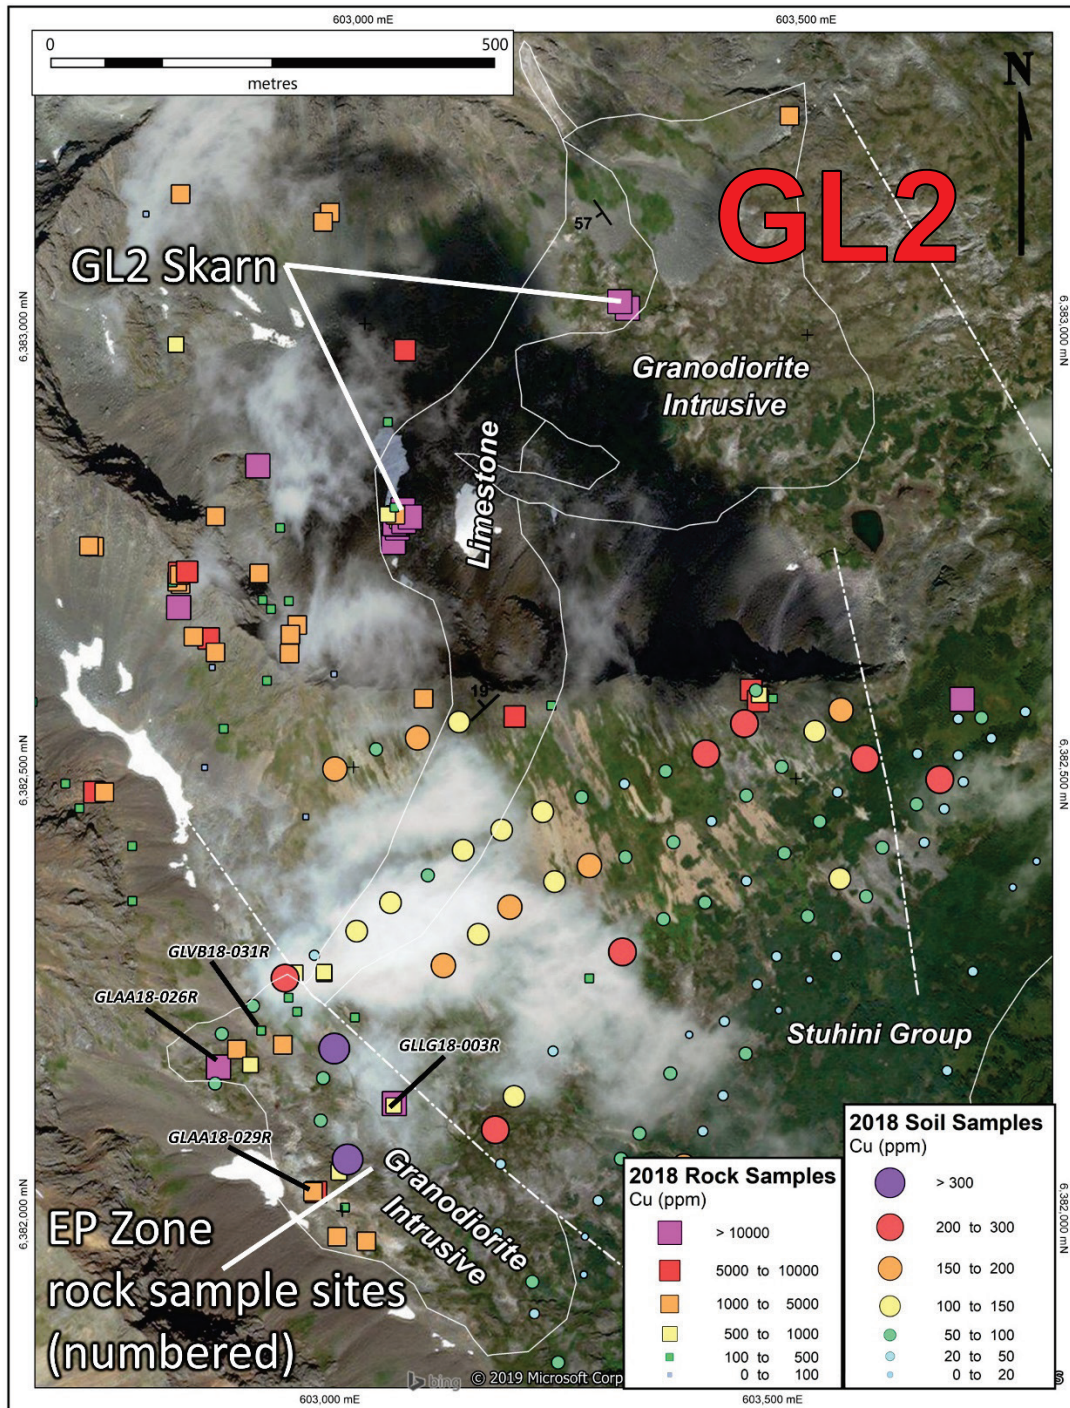 603,000 mE
603,500 mE
0
500
metres
N
GL2
57
GL2 Skarn
6,383,000 mN
6,383,000 mN
Granodiorite
Intrusive
Limestone
19
6,382,500 mN
6,382,500 mN
GLVB18-031R
GLAA18-026R
GLLG18-003R
Stuhini Group
GLAA18-029R
Granodiorite
Intrusive
EP Zone
rock sample sites
(numbered)
6,382,000 mN
6,382,000 mN
2018 Rock Samples
Cu (ppm)
> 10000
5000 to 10000
1000 to 5000
500 to 1000
100 to 500
0 to 100
2018 Soil Samples
Cu (ppm)
> 300
200 to 300
150 to 200
100 to 150
50 to 100
20 to 50
0 to 20
bing
© 2019 Microsoft Corp
603,000 mE
603,500 mE